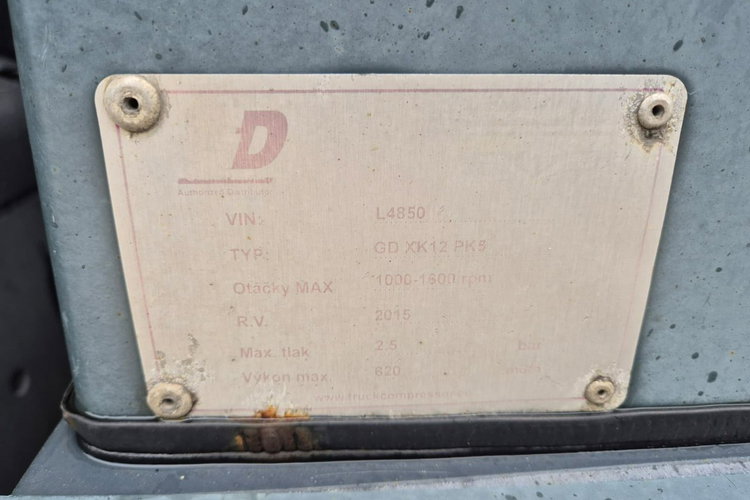 D
Authorized Distributor
VIN: L4850
TYP: GD XK12 PK5
Otáčky MAX 1000-1600 rpm
R.V. 2015
Max. tlak 2.5 bar
Výkon max. 620